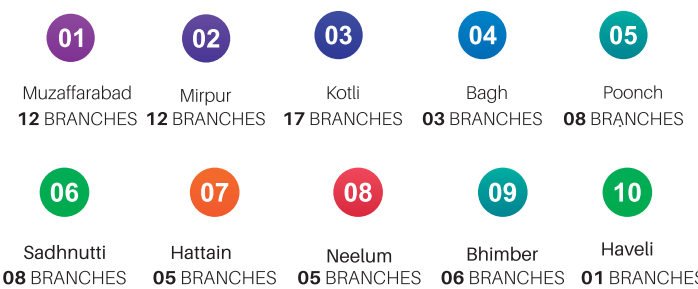 01 02 03 04 05
Muzaffarabad Mirpur Kotli Bagh Poonch
12 BRANCHES 12 BRANCHES 17 BRANCHES 03 BRANCHES 08 BRANCHES
06 07 08 09 10
Sadhnutti Hattain Neelum Bhimber Haveli
08 BRANCHES 05 BRANCHES 05 BRANCHES 06 BRANCHES 01 BRANCHES